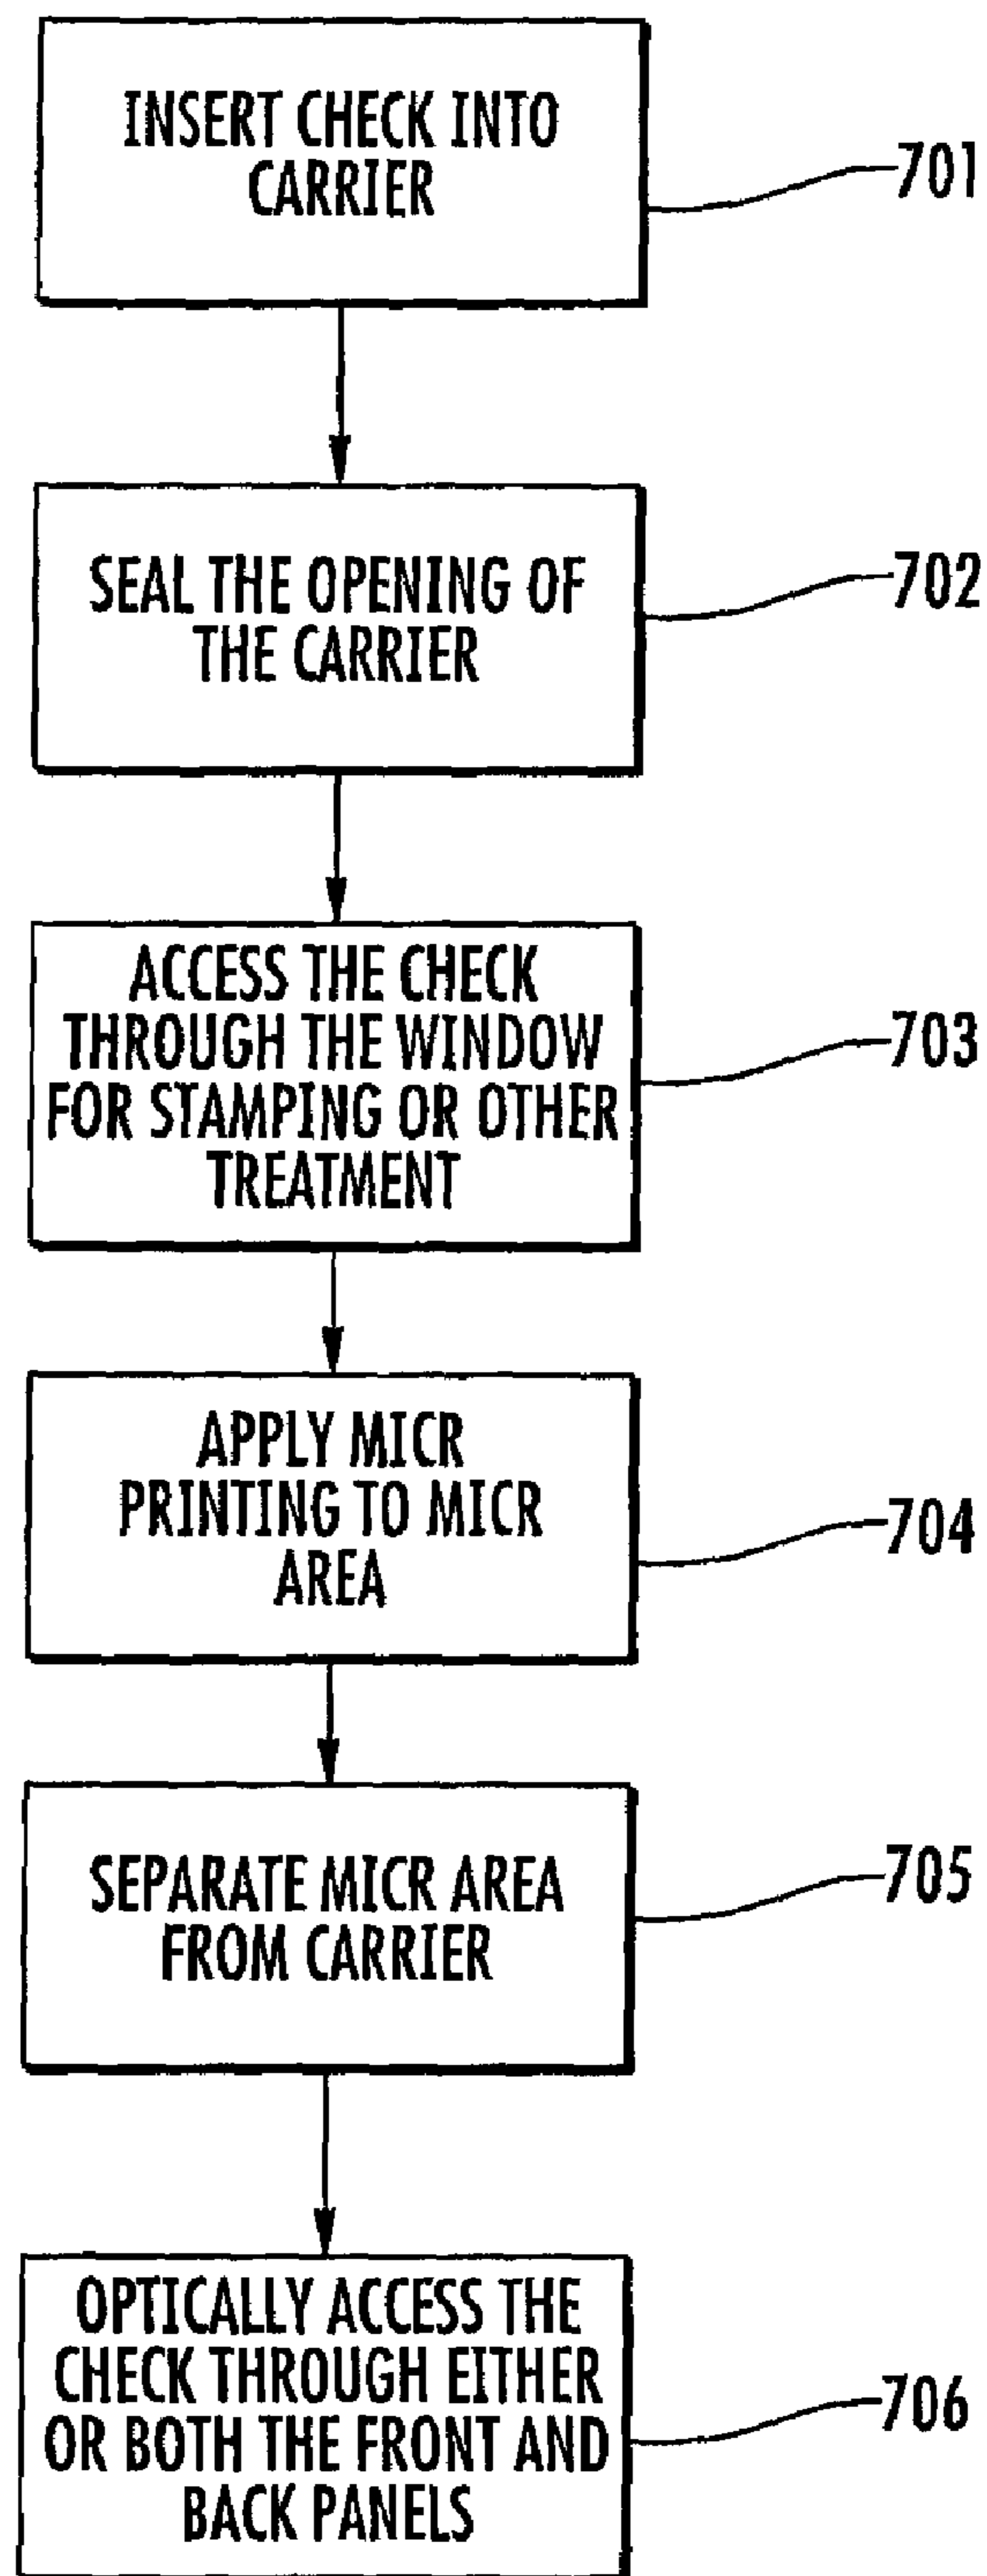 INSERT CHECK INTO
CARRIER
701
SEAL THE OPENING OF
THE CARRIER
702
ACCESS THE CHECK
THROUGH THE WINDOW
FOR STAMPING OR OTHER
TREATMENT
703
APPLY MICR
PRINTING TO MICR
AREA
704
SEPARATE MICR AREA
FROM CARRIER
705
OPTICALLY ACCESS THE
CHECK THROUGH EITHER
OR BOTH THE FRONT AND
BACK PANELS
706